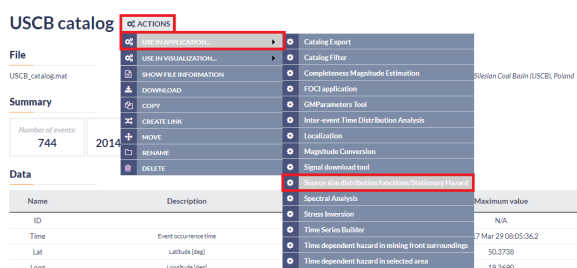 USCB catalog
ACTIONS
File
USCB_catalog.mat
Summary
Number of events:
744
2014
Data
USE IN APPLICATION...
USE IN VISUALIZATION...
SHOW FILE INFORMATION
DOWNLOAD
COPY
CREATE LINK
MOVE
RENAME
DELETE
Catalog Export
Catalog Filter
Completeness Magnitude Estimation
FOCI application
GMParameters Tool
Inter-event Time Distribution Analysis
Localization
Magnitude Conversion
Signal download tool
Source size distribution functions/Stationary Hazard
Spectral Analysis
Stress Inversion
Time Series Builder
Time dependent hazard in mining front surroundings
Time dependent hazard in selected area
Silesian Coal Basin (USCB), Poland
Name Description Maximum value
ID N/A
Time Event occurrence time 17 Mar 29 08:05:36.2
Lat Latitude [deg] 50.3738
Long Longitude [deg] 19.3680